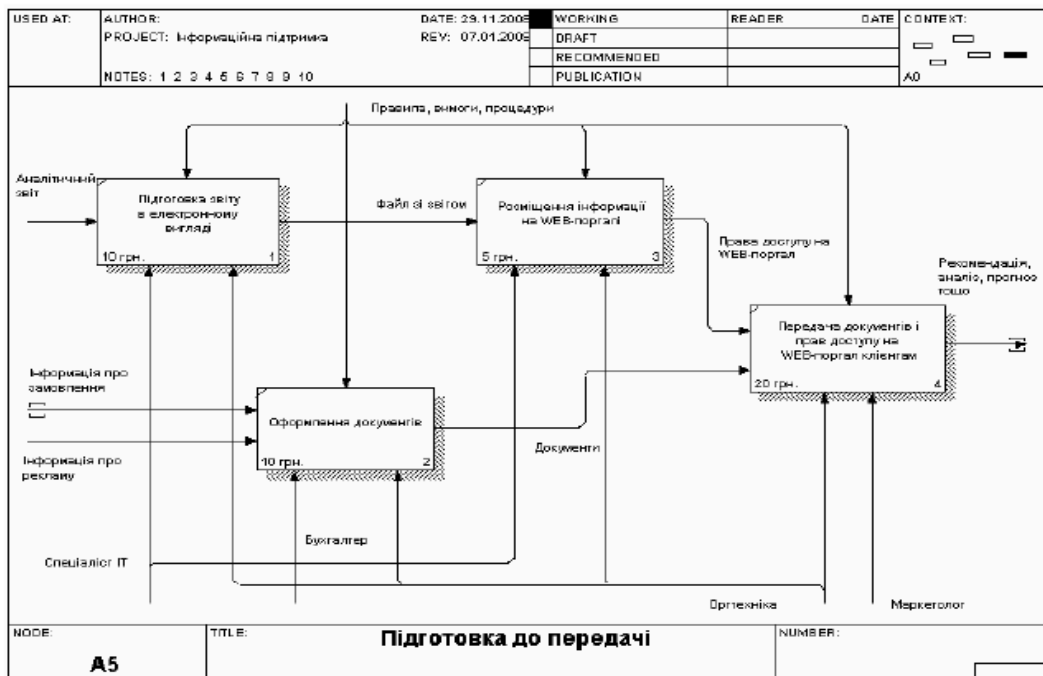 USED AT:
AUTHOR:
DATE: 29.11.2008
WORKING
READER
DATE
CONTEXT:
PROJECT: Інформаційна підтримка
REV: 07.01.2009
DRAFT
RECOMMENDED
NOTES: 1 2 3 4 5 6 7 8 9 10
PUBLICATION
A0
Правила, вимоги, процедури
Аналітичний
звіт
Підготовка звіту
в електронному
вигляді
10 грн.
1
Файл зі звітом
Розміщення інформації
на WEB-порталі
5 грн.
3
Права доступу на
WEB-портал
Рекомендація,
аналіз, прогноз
тощо
Передача документів і
прав доступу на
WEB-портал клієнтам
20 грн.
4
Інформація про
замовлення
Оформлення документів
10 грн.
2
Інформація про
рекламу
Документи
Бухгалтер
Спеціаліст ІТ
Оргтехніка
Маркетолог
NODE:
TITLE:
Підготовка до передачі
NUMBER:
A5